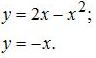 y = 2x − x²;
y = −x.